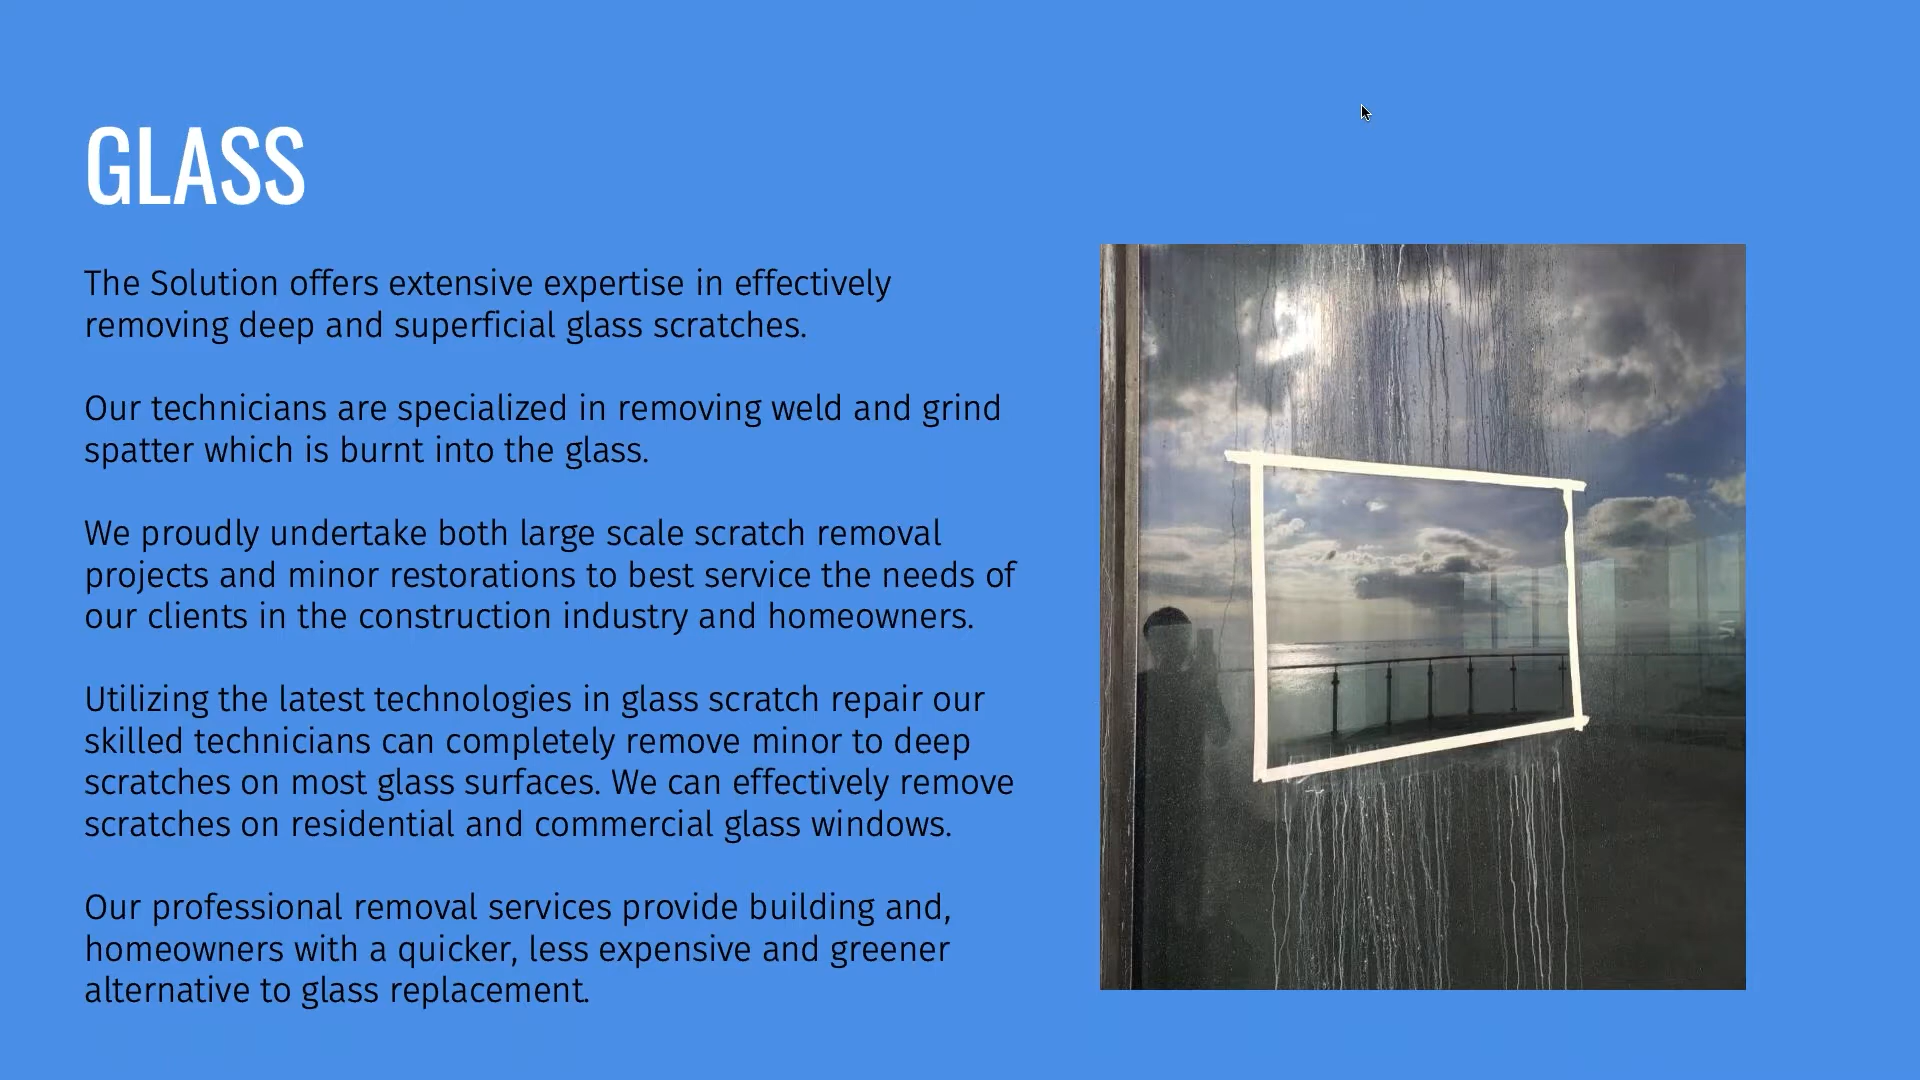 GLASS
The Solution offers extensive expertise in effectively
removing deep and superficial glass scratches.
Our technicians are specialized in removing weld and grind
spatter which is burnt into the glass.
We proudly undertake both large scale scratch removal
projects and minor restorations to best service the needs of
our clients in the construction industry and homeowners.
Utilizing the latest technologies in glass scratch repair our
skilled technicians can completely remove minor to deep
scratches on most glass surfaces. We can effectively remove
scratches on residential and commercial glass windows.
Our professional removal services provide building and,
homeowners with a quicker, less expensive and greener
alternative to glass replacement.